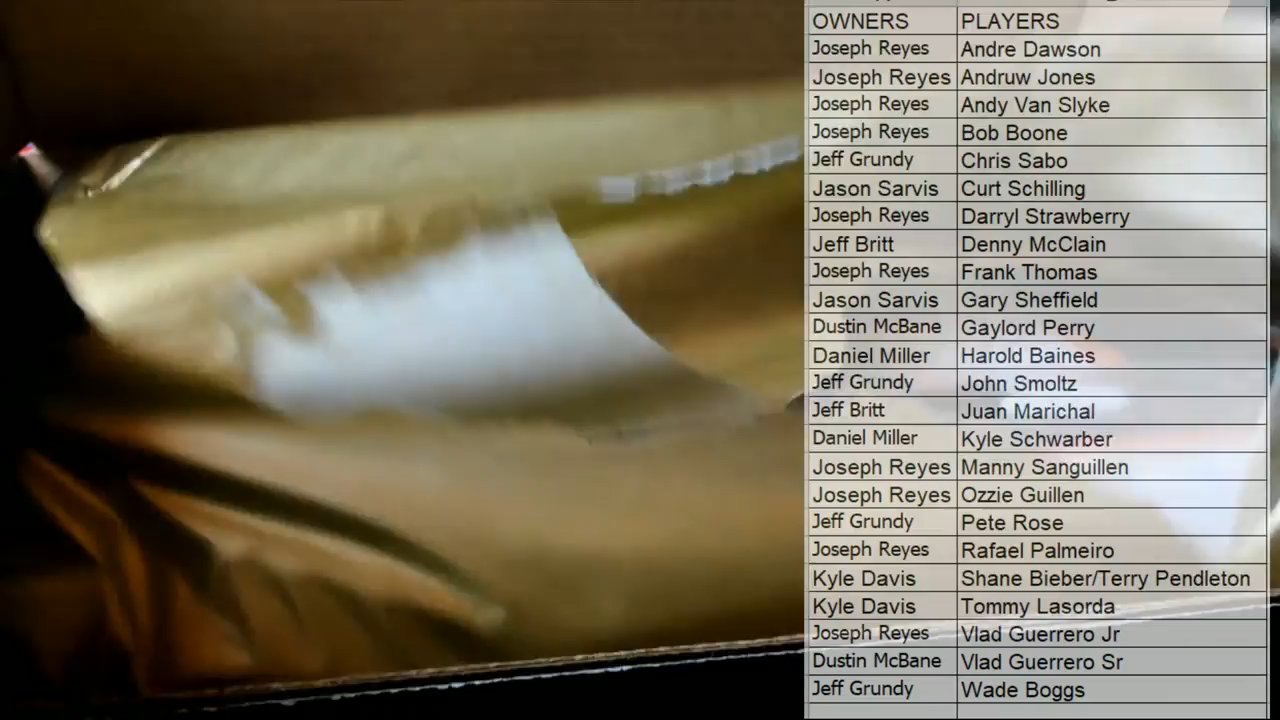 OWNERS PLAYERS
Joseph Reyes Andre Dawson
Joseph Reyes Andruw Jones
Joseph Reyes Andy Van Slyke
Joseph Reyes Bob Boone
Jeff Grundy Chris Sabo
Jason Sarvis Curt Schilling
Joseph Reyes Darryl Strawberry
Jeff Britt Denny McClain
Joseph Reyes Frank Thomas
Jason Sarvis Gary Sheffield
Dustin McBane Gaylord Perry
Daniel Miller Harold Baines
Jeff Grundy John Smoltz
Jeff Britt Juan Marichal
Daniel Miller Kyle Schwarber
Joseph Reyes Manny Sanguillen
Joseph Reyes Ozzie Guillen
Jeff Grundy Pete Rose
Joseph Reyes Rafael Palmeiro
Kyle Davis Shane Bieber/Terry Pendleton
Kyle Davis Tommy Lasorda
Joseph Reyes Vlad Guerrero Jr
Dustin McBane Vlad Guerrero Sr
Jeff Grundy Wade Boggs